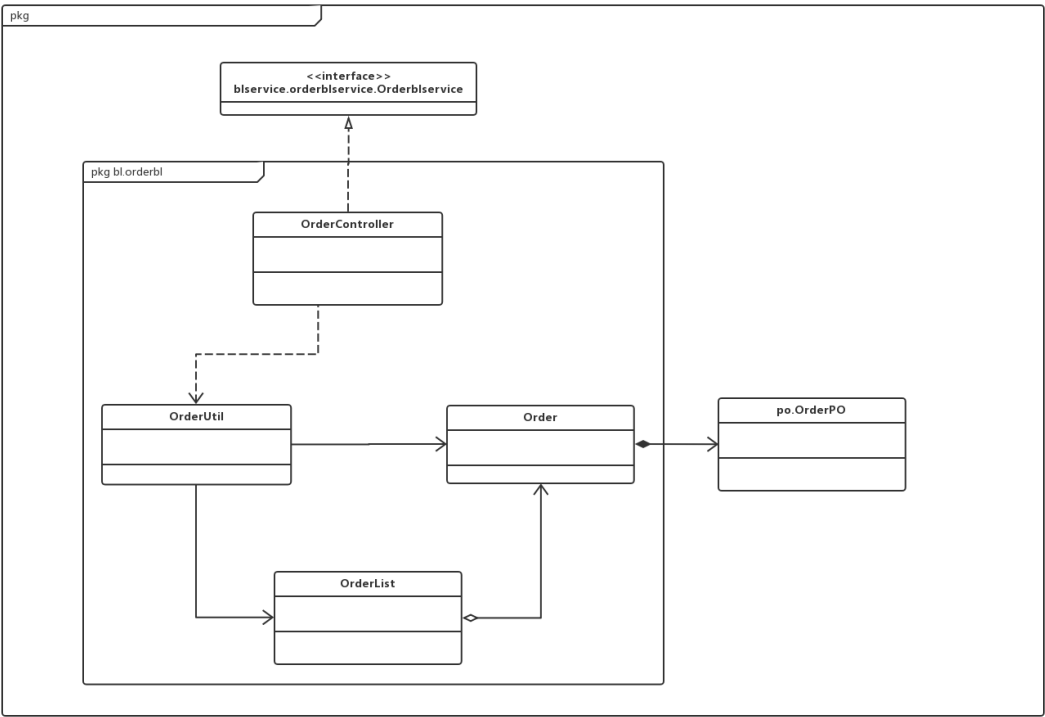 pkg
<<interface>>
blservice.orderblservice.Orderblservice
pkg bl.orderbl
OrderController
OrderUtil
Order
po.OrderPO
OrderList